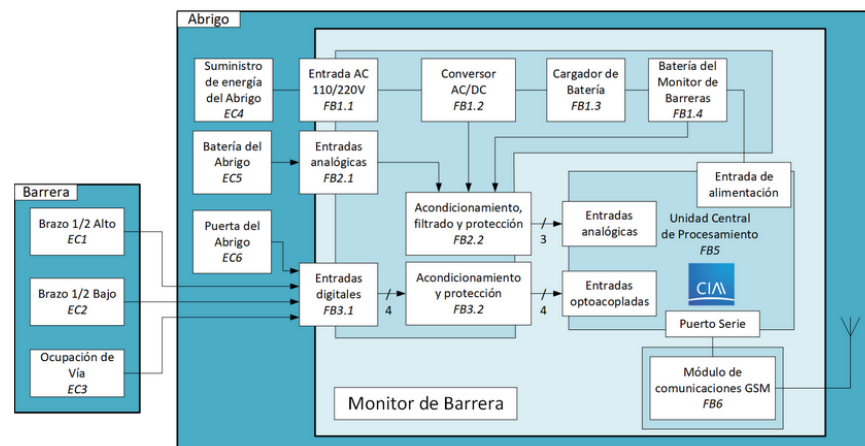 Abrigo
Suministro
de energía
del Abrigo
EC4
Entrada AC
110/220V
FB1.1
Conversor
AC/DC
FB1.2
Cargador de
Batería
FB1.3
Batería del
Monitor de
Barreras
FB1.4
Batería del
Abrigo
EC5
Entradas
analógicas
FB2.1
Entrada de
alimentación
Barrera
Brazo 1/2 Alto
EC1
Brazo 1/2 Bajo
EC2
Ocupación de
Vía
EC3
Puerta del
Abrigo
EC6
Acondicionamiento,
filtrado y protección
FB2.2
3
Entradas
analógicas
Unidad Central
de Procesamiento
FB5
Entradas
digitales
FB3.1
4
Acondicionamiento
y protección
FB3.2
4
Entradas
optoacopladas
CIAA
Puerto Serie
Módulo de
comunicaciones GSM
FB6
Monitor de Barrera